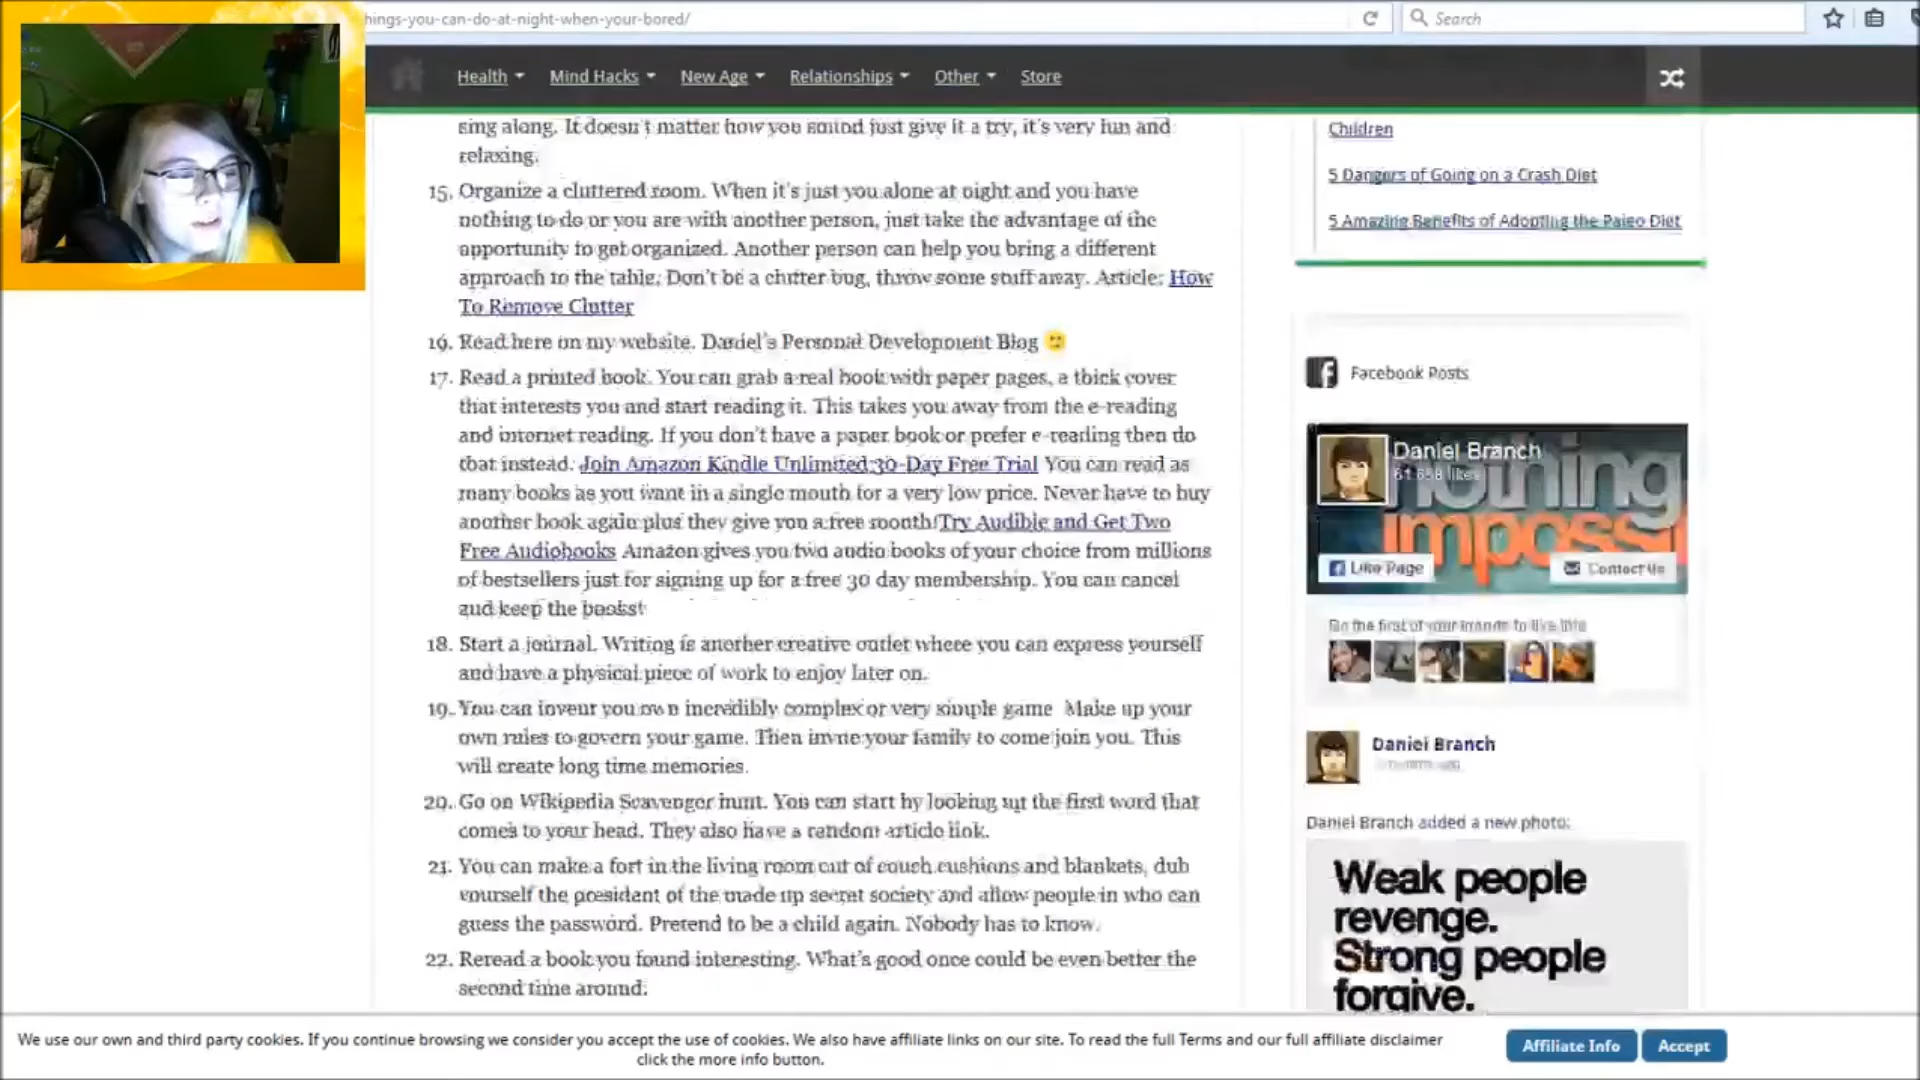 hings-you-can-do-at-night-when-your-bored/
Search
Health
Mind Hacks
New Age
Relationships
Other
Store
sing along. It doesn't matter how you sound just give it a try, it's very fun and
relaxing.
15. Organize a cluttered room. When it's just you alone at night and you have
nothing to do or you are with another person, just take the advantage of the
opportunity to get organized. Another person can help you bring a different
approach to the table. Don't be a clutter bug, throw some stuff away. Article: How
To Remove Clutter
16. Read here on my website. Daniel's Personal Development Blog 🙂
17. Read a printed book. You can grab a real book with paper pages, a thick cover
that interests you and start reading it. This takes you away from the e-reading
and internet reading. If you don't have a paper book or prefer e-reading then do
that instead. Join Amazon Kindle Unlimited 30-Day Free Trial You can read as
many books as you want in a single month for a very low price. Never have to buy
another book again plus they give you a free month!Try Audible and Get Two
Free Audiobooks Amazon gives you two audio books of your choice from millions
of bestsellers just for signing up for a free 30 day membership. You can cancel
and keep the books!
18. Start a journal. Writing is another creative outlet where you can express yourself
and have a physical piece of work to enjoy later on.
19. You can invent you own incredibly complex or very simple game Make up your
own rules to govern your game. Then invite your family to come join you. This
will create long time memories.
20. Go on Wikipedia Scavenger hunt. You can start by looking up the first word that
comes to your head. They also have a random article link.
21. You can make a fort in the living room out of couch cushions and blankets, dub
yourself the president of the made up secret society and allow people in who can
guess the password. Pretend to be a child again. Nobody has to know.
22. Reread a book you found interesting. What's good once could be even better the
second time around.
Children
5 Dangers of Going on a Crash Diet
5 Amazing Benefits of Adopting the Paleo Diet
Facebook Posts
Daniel Branch
likes
nothing
impossi
Like Page
Contact Us
Be the first of your friends to like this
Daniel Branch
Daniel Branch added a new photo:
Weak people
revenge.
Strong people
forgive.
We use our own and third party cookies. If you continue browsing we consider you accept the use of cookies. We also have affiliate links on our site. To read the full Terms and our full affiliate disclaimer
click the more info button.
Affiliate Info
Accept